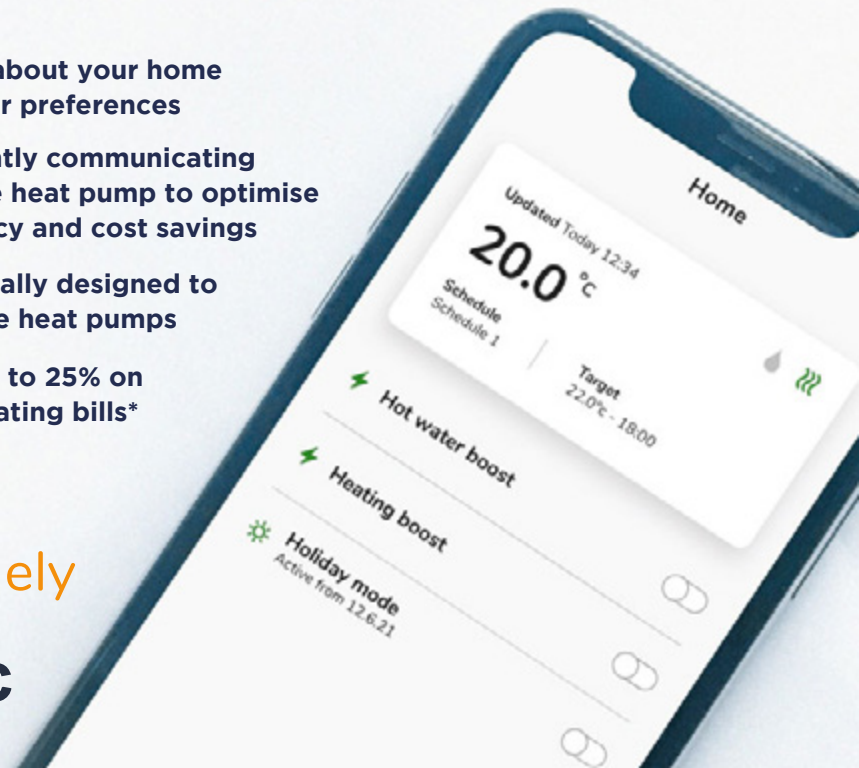 about your home
r preferences
tly communicating
e heat pump to optimise
cy and cost savings
ally designed to
e heat pumps
to 25% on
ating bills*
ely
c
Home
Updated Today 12:34
20.0 °C
Schedule
Schedule 1
Target
22.0°c - 18:00
Hot water boost
Heating boost
Holiday mode
Active from 12.6.21